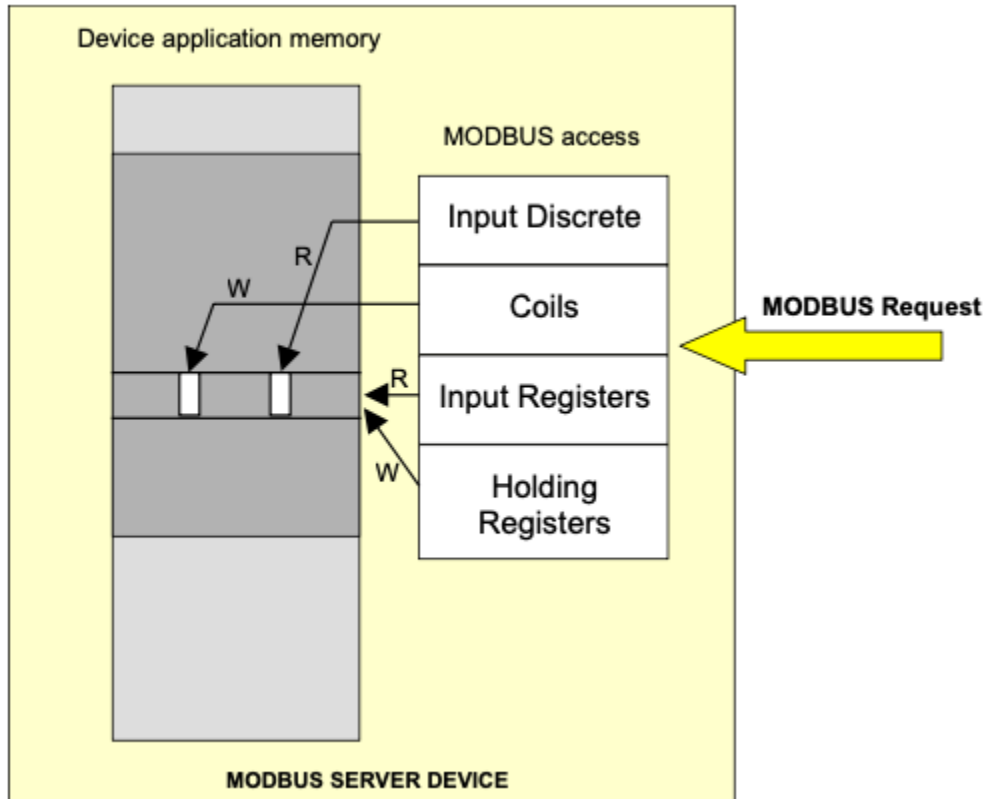 Device application memory
MODBUS access
Input Discrete
R
W
Coils
MODBUS Request
R
Input Registers
W
Holding
Registers
MODBUS SERVER DEVICE